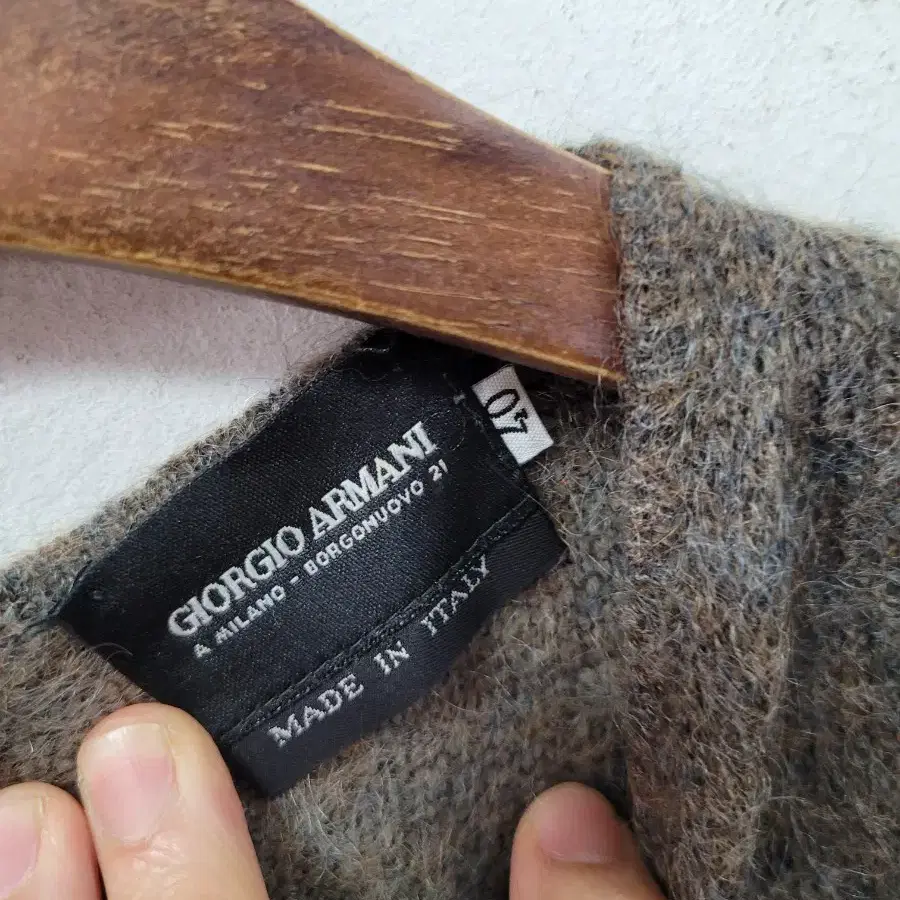 GIORGIO ARMANI
A MILANO - BORGONUOVO 21
MADE IN ITALY
40